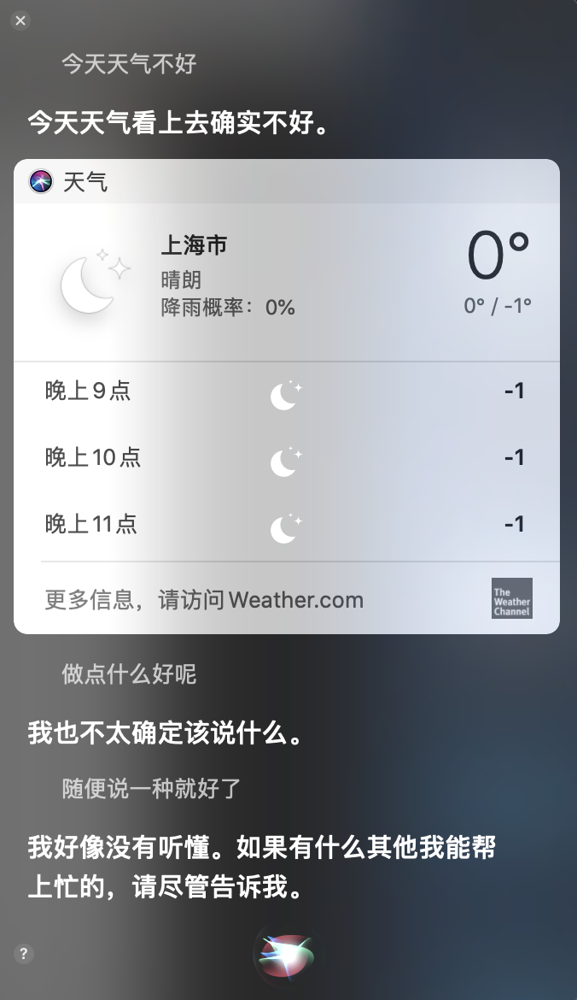 今天天气不好
今天天气看上去确实不好。
天气
上海市
晴朗
降雨概率：0%
0°
0° / -1°
晚上9点
-1
晚上10点
-1
晚上11点
-1
更多信息，请访问Weather.com
The
Weather
Channel
做点什么好呢
我也不太确定该说什么。
随便说一种就好了
我好像没有听懂。如果有什么其他我能帮
上忙的，请尽管告诉我。
?